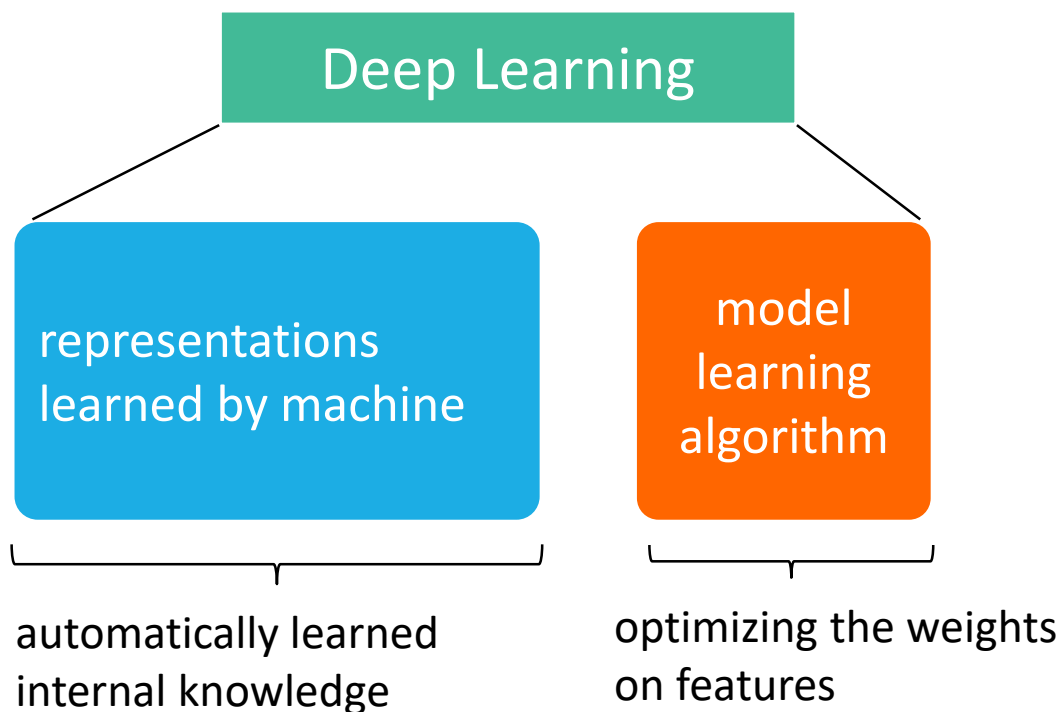 Deep Learning
representations
learned by machine
model
learning
algorithm
automatically learned
internal knowledge
optimizing the weights
on features